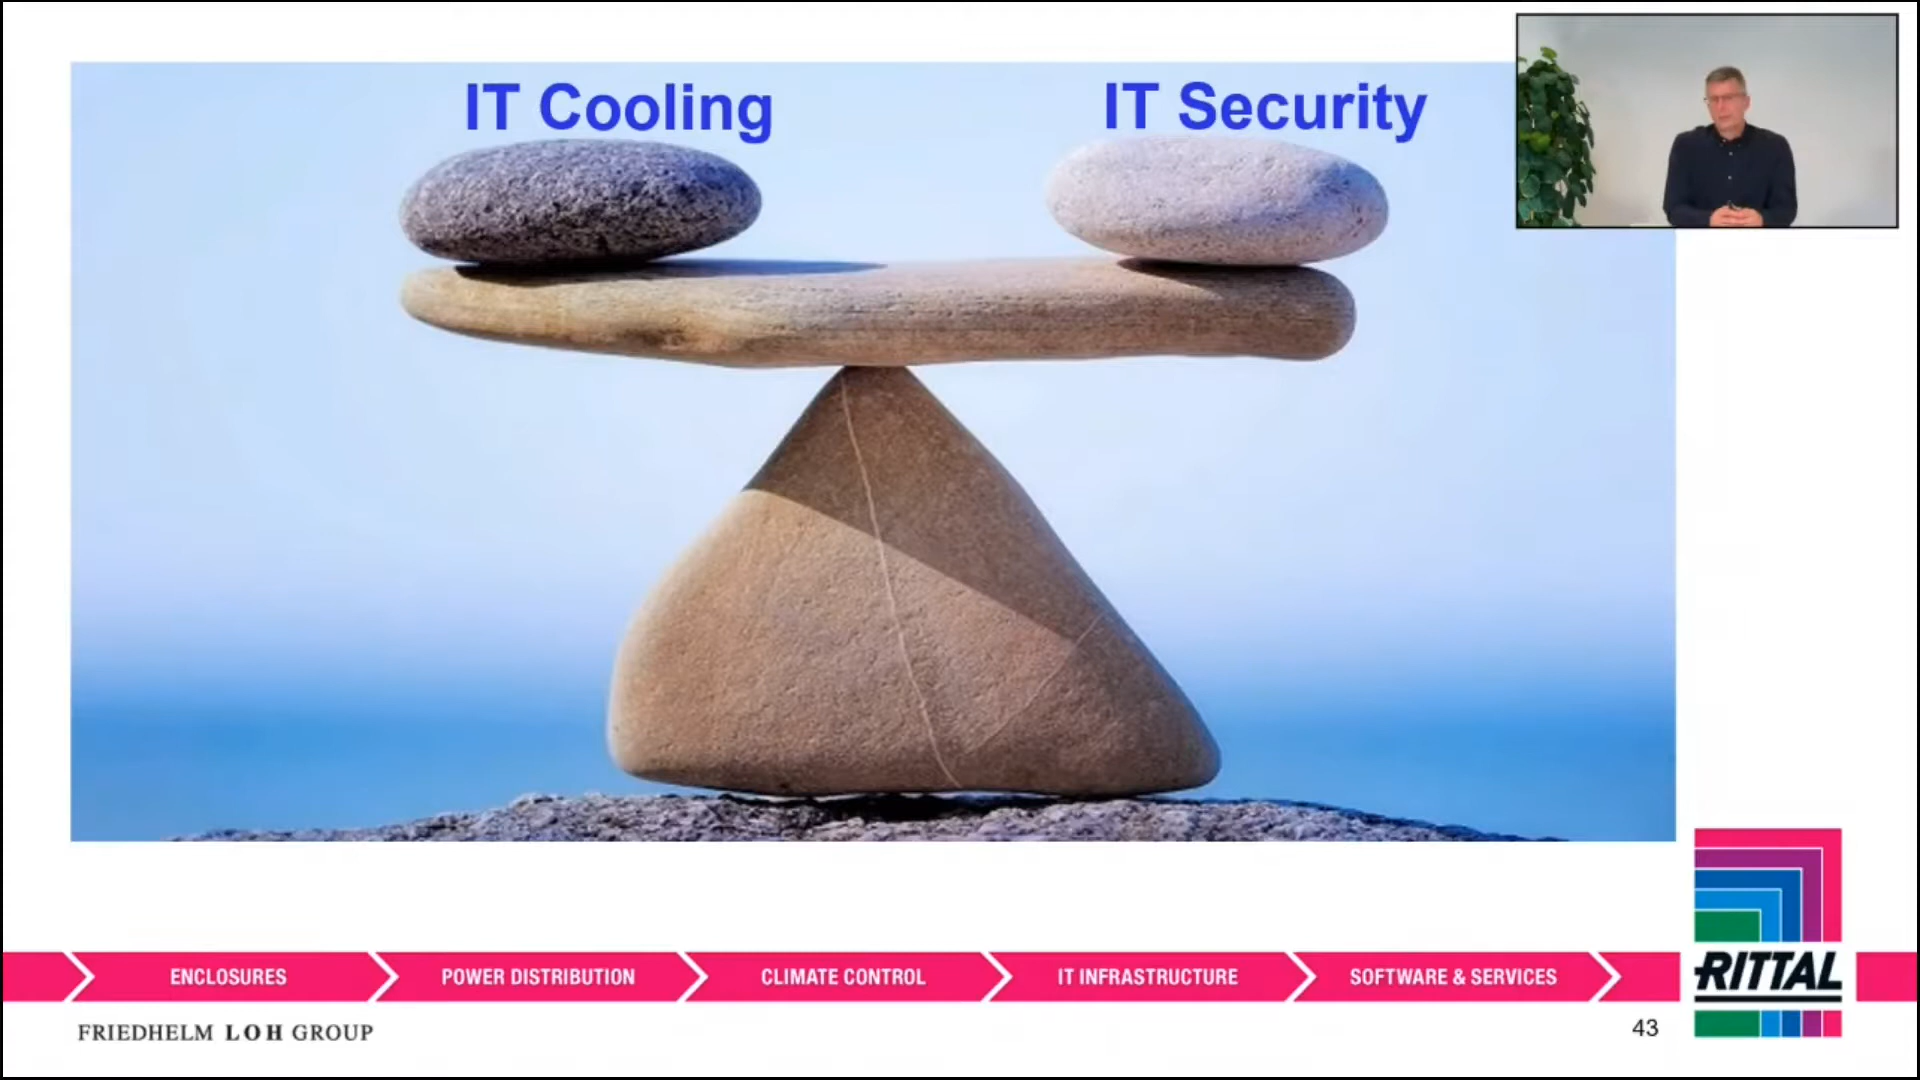 IT Cooling
IT Security
ENCLOSURES
POWER DISTRIBUTION
CLIMATE CONTROL
IT INFRASTRUCTURE
SOFTWARE & SERVICES
RITTAL
FRIEDHELM LOH GROUP
43